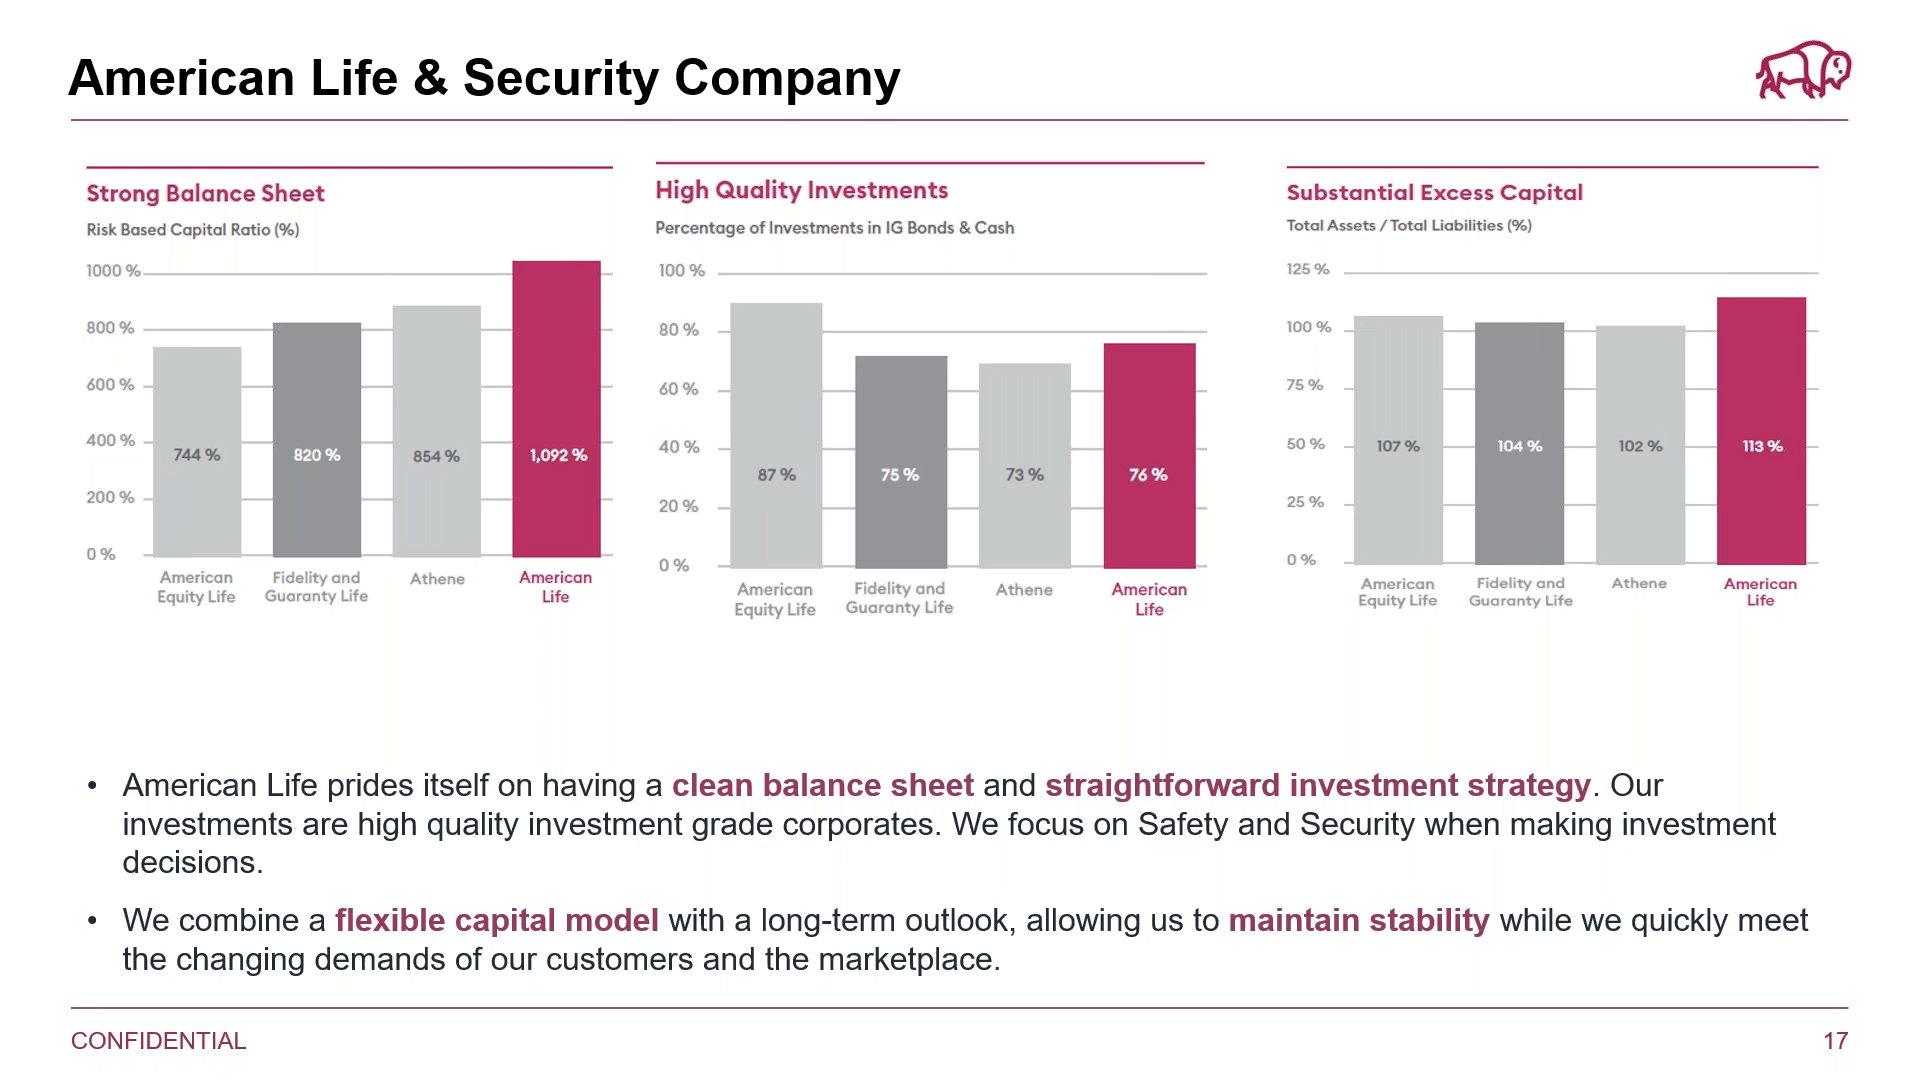 American Life & Security Company
Strong Balance Sheet
Risk Based Capital Ratio (%)
1000 %
800 %
600 %
400 %
200 %
0 %
744 %
820 %
854 %
1,092 %
American
Equity Life
Fidelity and
Guaranty Life
Athene
American
Life
High Quality Investments
Percentage of Investments in IG Bonds & Cash
100 %
80 %
60 %
40 %
20 %
0 %
87 %
75 %
73 %
76 %
American
Equity Life
Fidelity and
Guaranty Life
Athene
American
Life
Substantial Excess Capital
Total Assets / Total Liabilities (%)
125 %
100 %
75 %
50 %
25 %
0 %
107 %
104 %
102 %
113 %
American
Equity Life
Fidelity and
Guaranty Life
Athene
American
Life
• American Life prides itself on having a clean balance sheet and straightforward investment strategy. Our
investments are high quality investment grade corporates. We focus on Safety and Security when making investment
decisions.
• We combine a flexible capital model with a long-term outlook, allowing us to maintain stability while we quickly meet
the changing demands of our customers and the marketplace.
CONFIDENTIAL
17